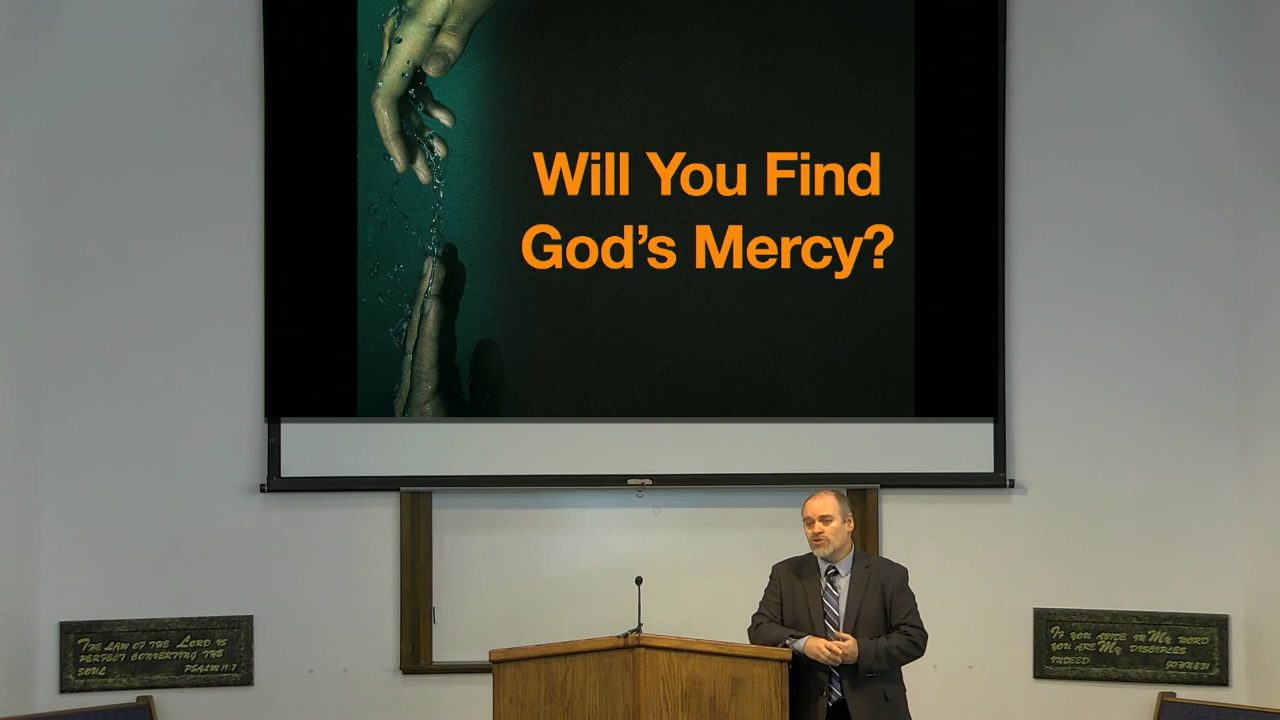 Will You Find
God's Mercy?
THE LAW OF THE LORD IS
PERFECT CONVERTING THE
SOUL PSALM 19:7
IF YOU ABIDE IN MY WORD
YOU ARE MY DISCIPLES
INDEED JOHN 8:31